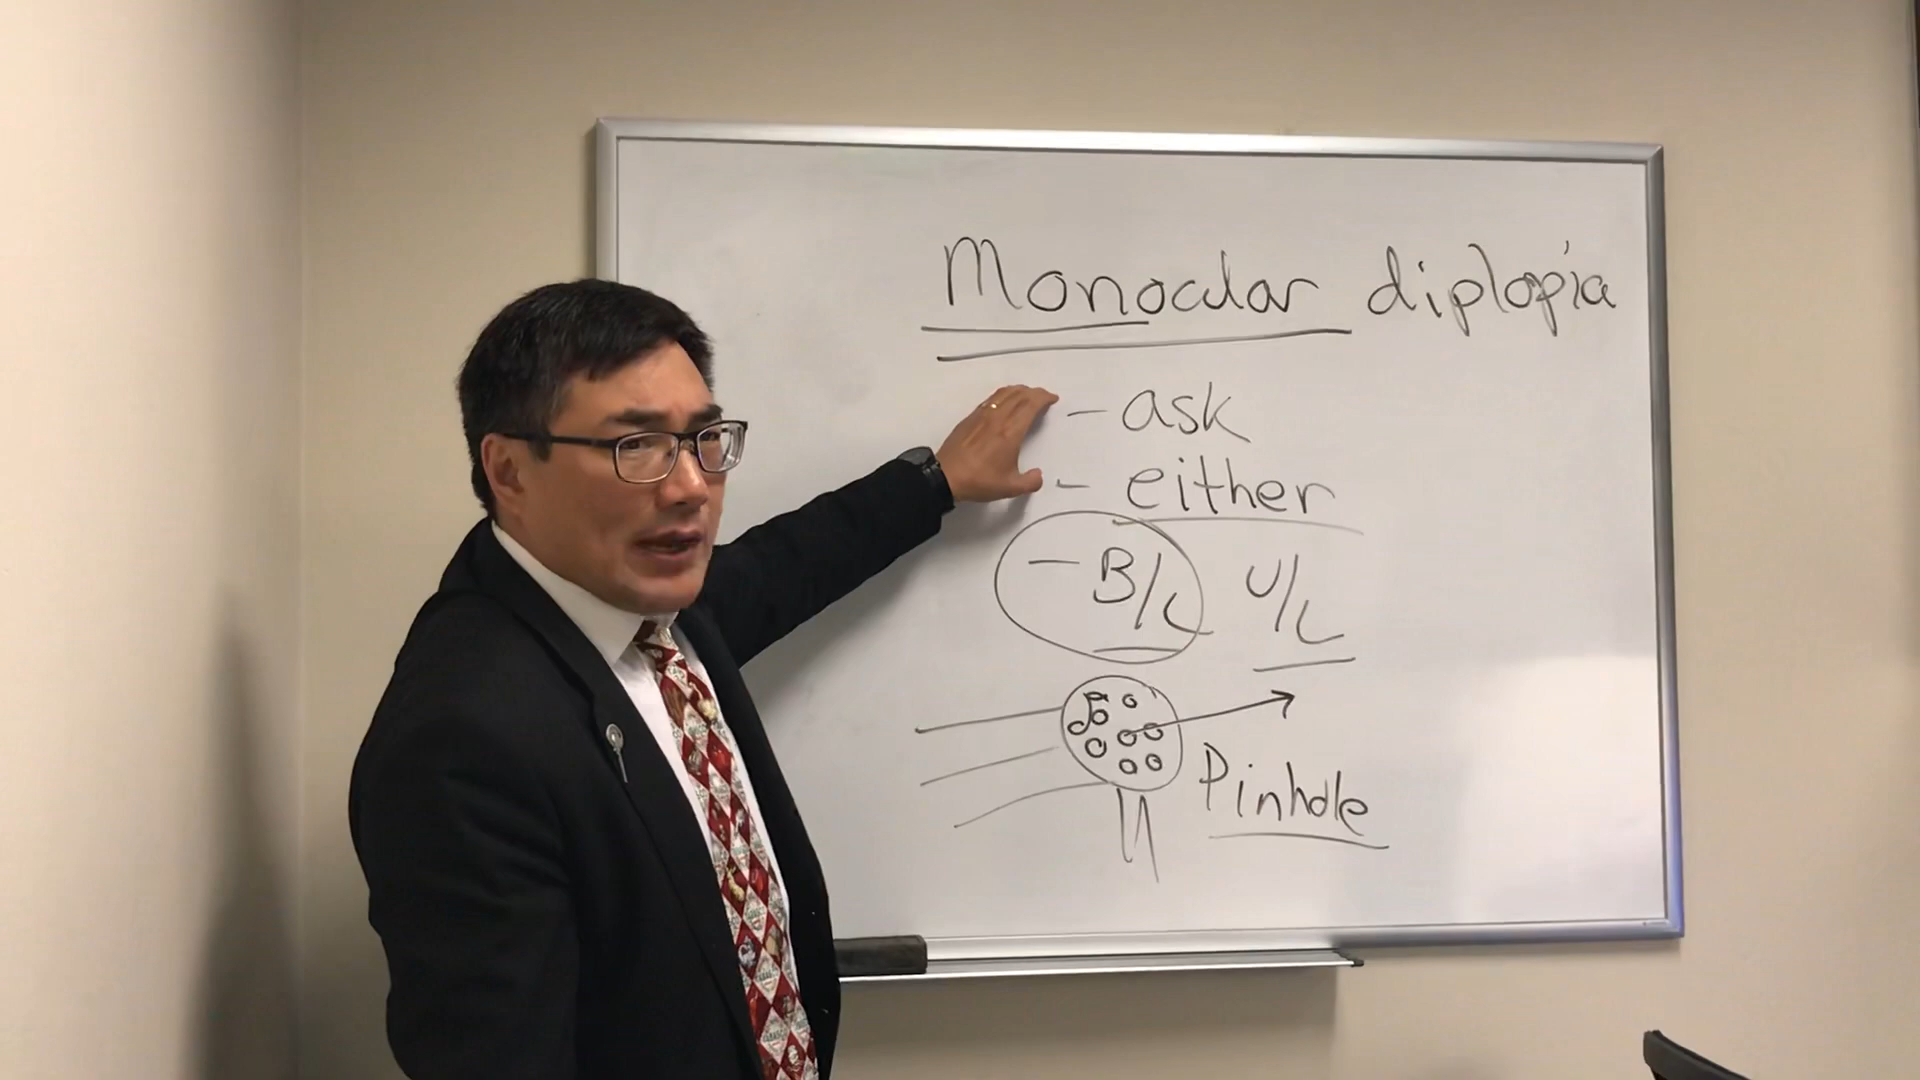 Monocular diplopia
- ask
- either
- B/L U/L
Pinhole